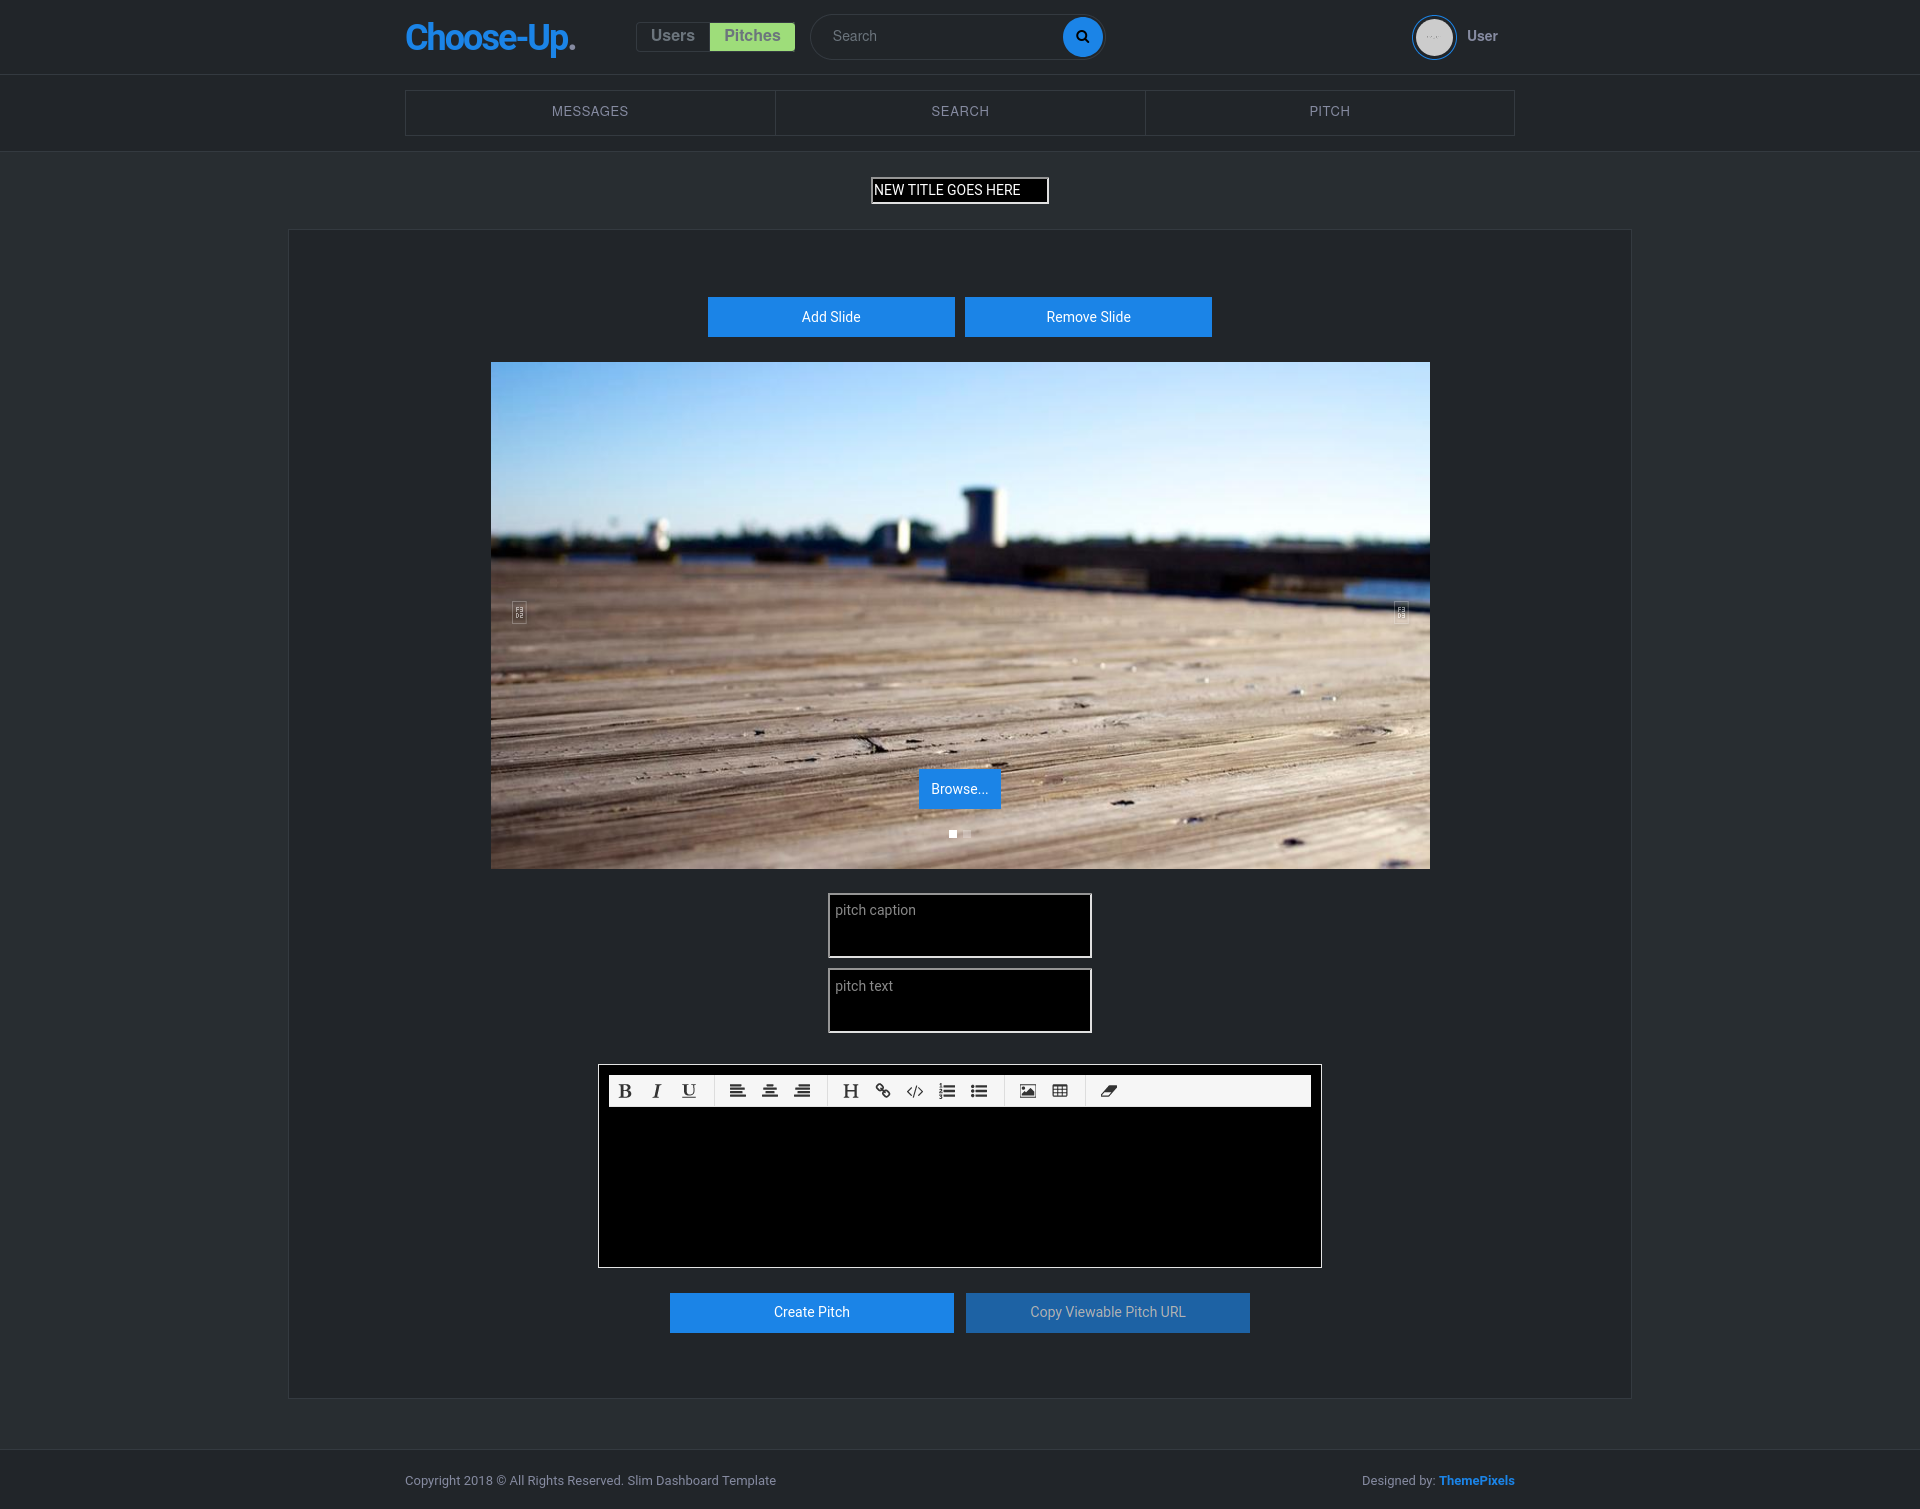 Choose-Up.
Users
Pitches
Search
User
MESSAGES
SEARCH
PITCH
NEW TITLE GOES HERE
Add Slide
Remove Slide
Browse...
pitch caption
pitch text
B I U H </>
Create Pitch
Copy Viewable Pitch URL
Copyright 2018 © All Rights Reserved. Slim Dashboard Template
Designed by: ThemePixels